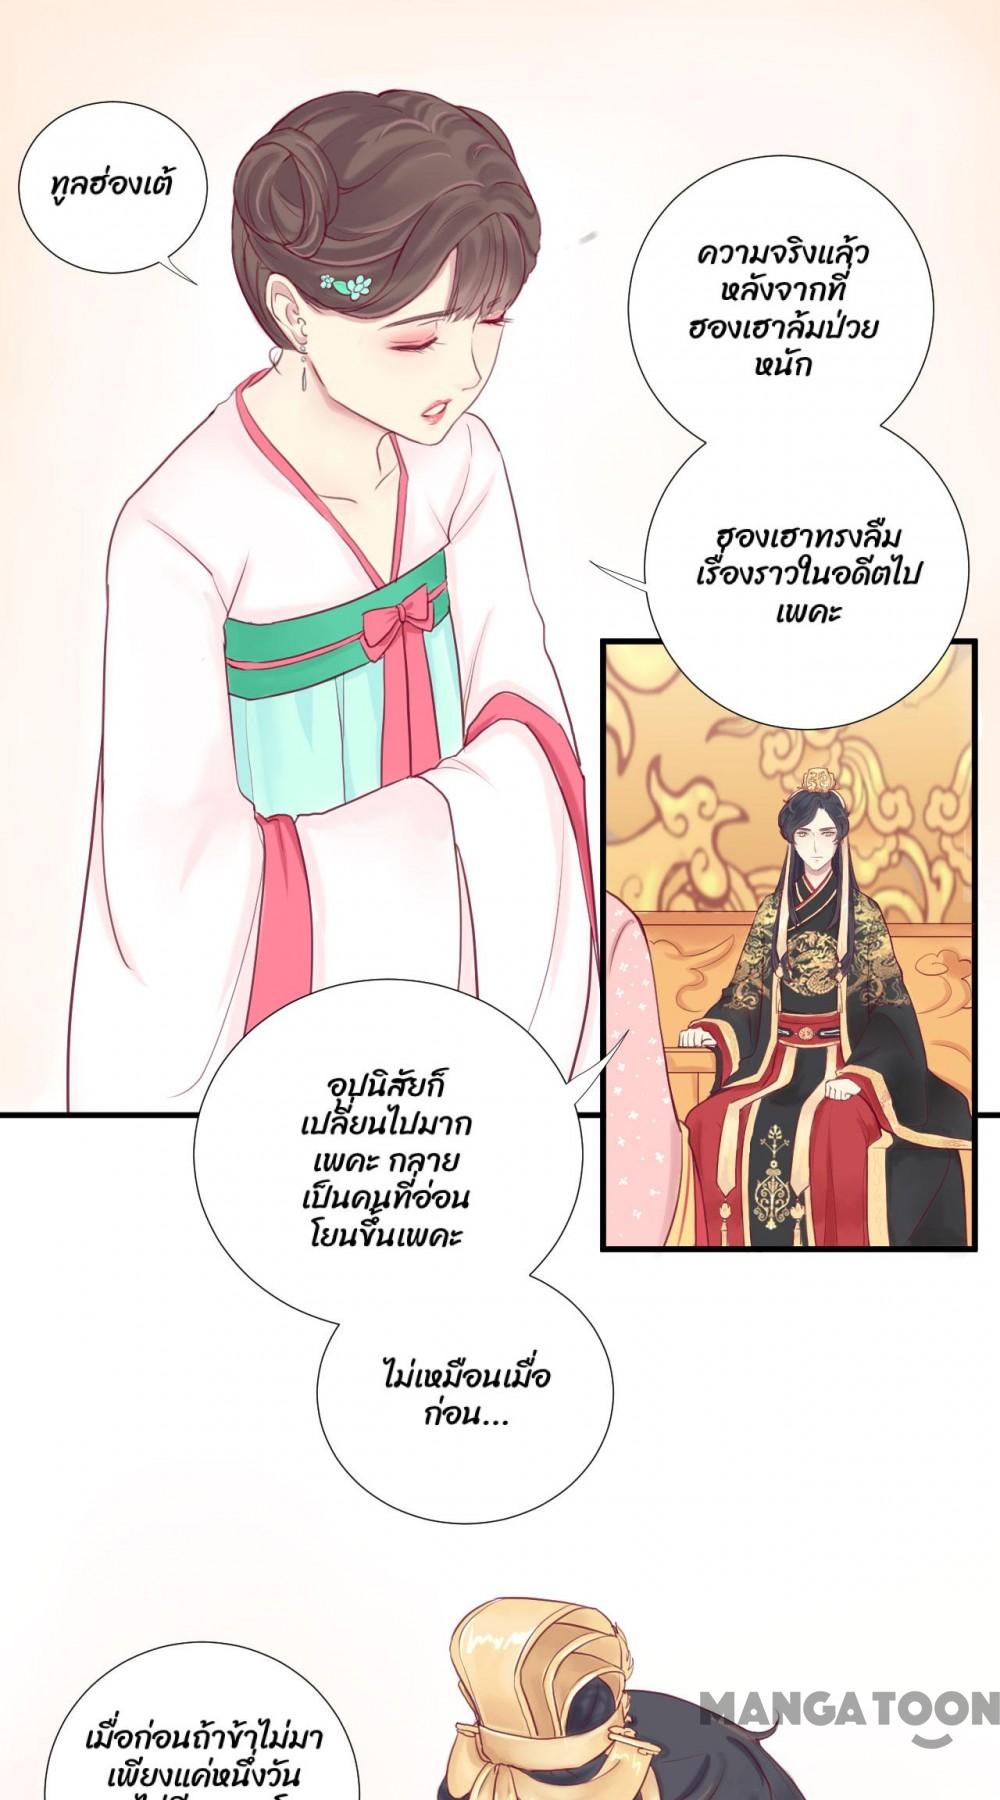 ทูลฮ่องเต้
ความจริงแล้ว
หลังจากที่
ฮองเฮาล้มป่วย
หนัก
ฮองเฮาทรงลืม
เรื่องราวในอดีตไป
เพคะ
อุปนิสัยก็
เปลี่ยนไปมาก
เพคะ กลาย
เป็นคนที่อ่อน
โยนขึ้นเพคะ
ไม่เหมือนเมื่อ
ก่อน...
เมื่อก่อนถ้าข้าไม่มา
เพียงแค่หนึ่งวัน
MANGATOON